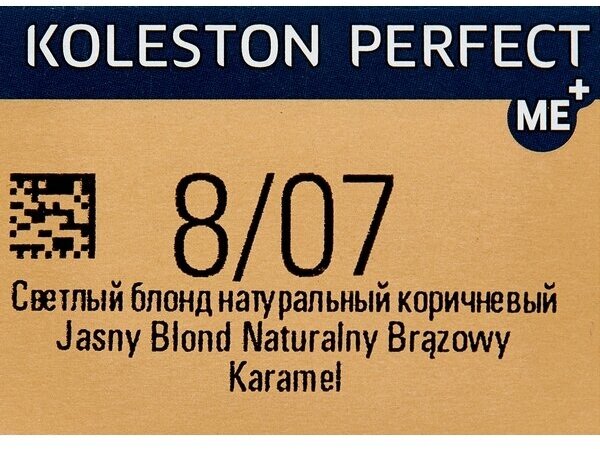 KOLESTON PERFECT
ME+
8/07
Светлый блонд натуральный коричневый
Jasny Blond Naturalny Brązowy
Karamel